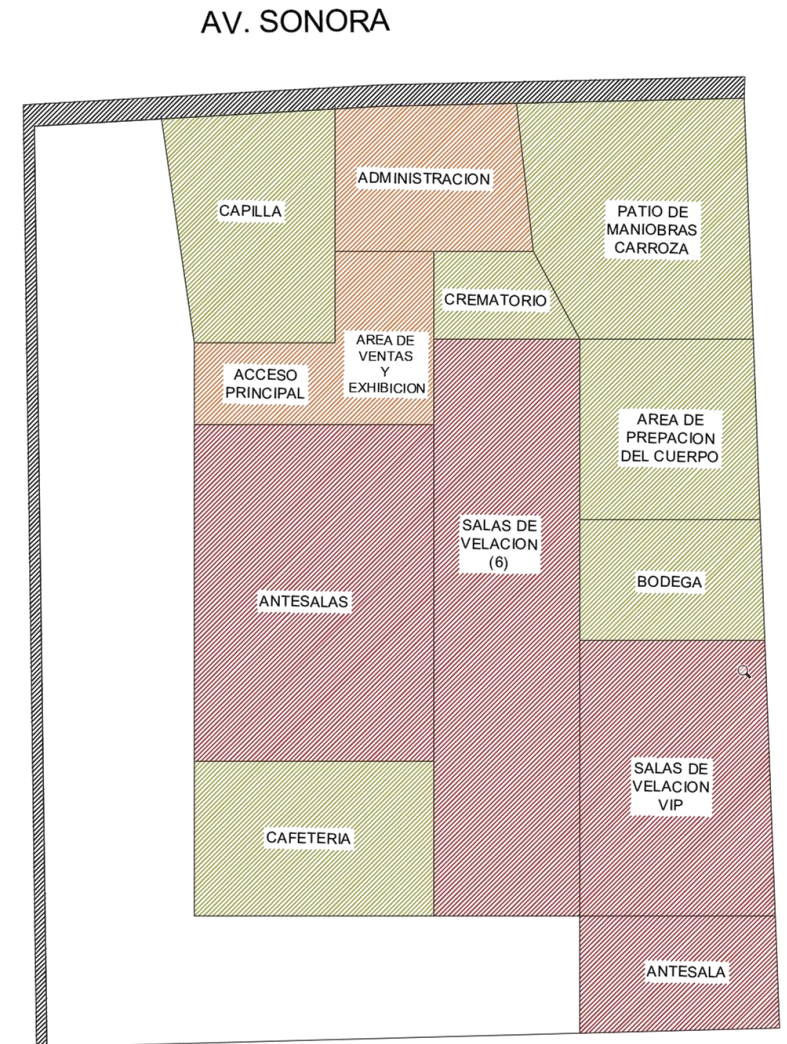 AV. SONORA
CAPILLA
ADMINISTRACION
PATIO DE
MANIOBRAS
CARROZA
CREMATORIO
ACCESO
PRINCIPAL
AREA DE
VENTAS
Y
EXHIBICION
AREA DE
PREPACION
DEL CUERPO
SALAS DE
VELACION
(6)
ANTESALAS
BODEGA
SALAS DE
VELACION
VIP
CAFETERIA
ANTESALA